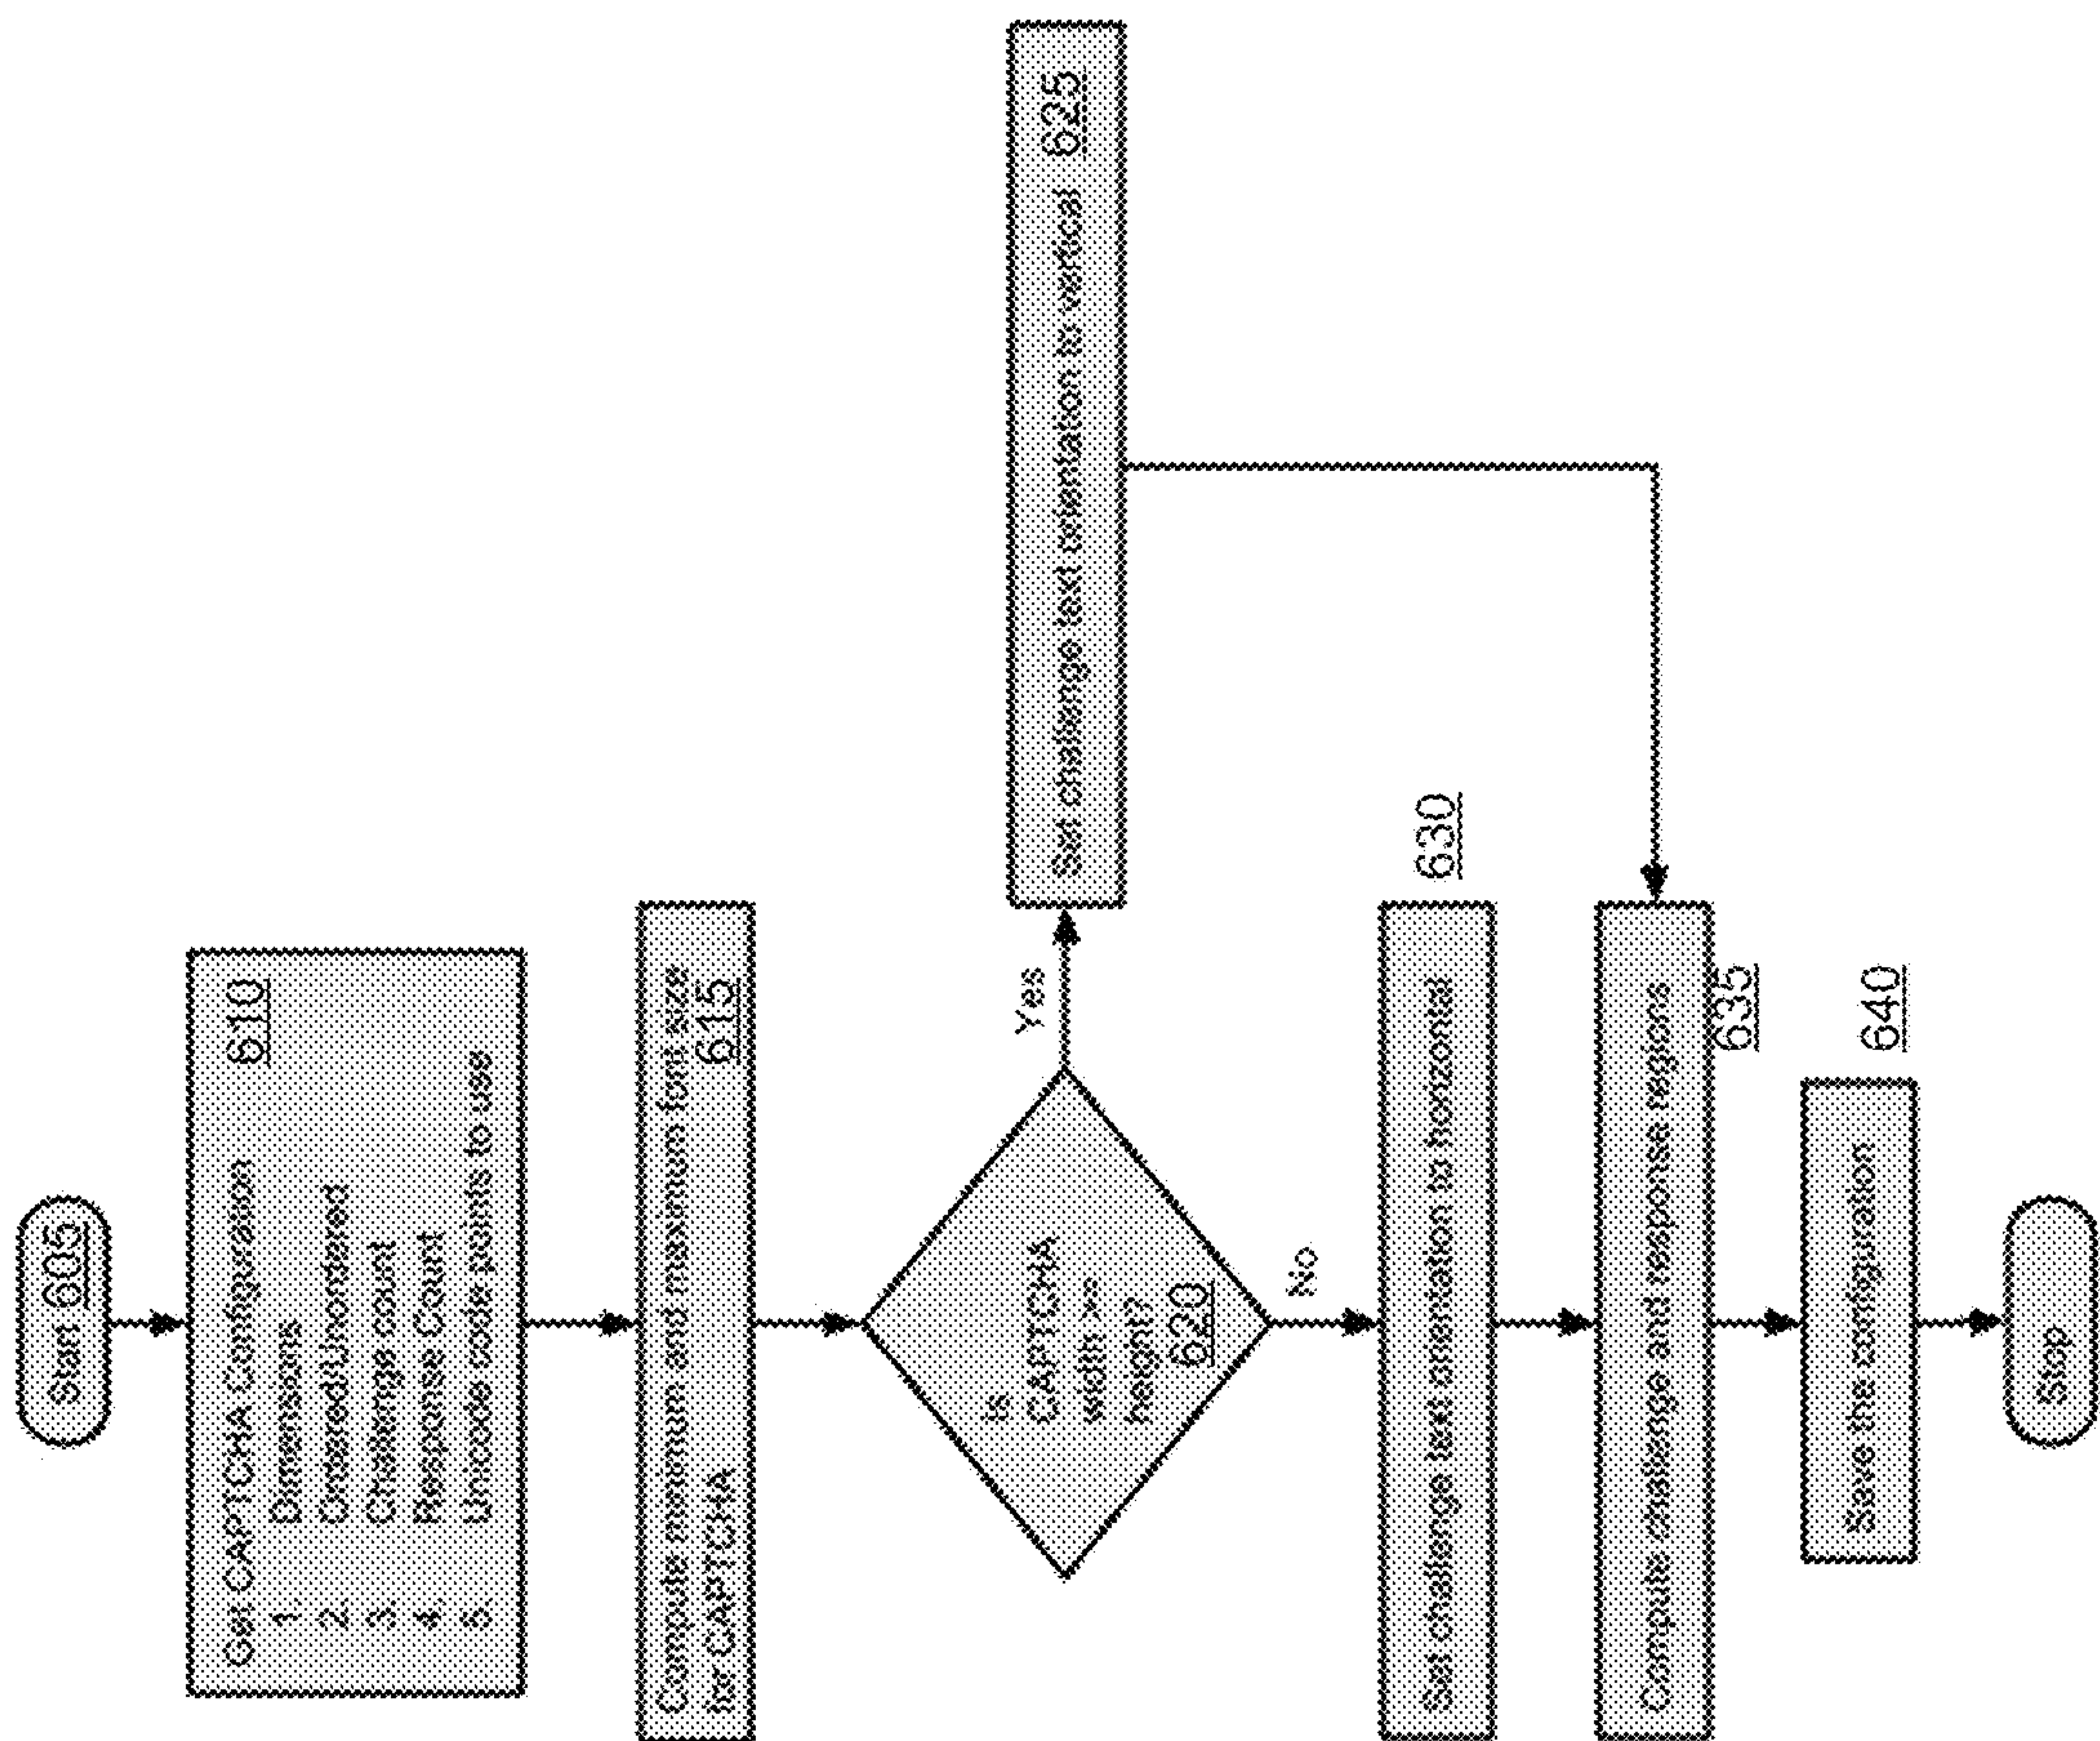 Start 605
Get CAPTCHA Configuration 610
1. Dimensions
2. Ordered/Unordered
3. Challenge count
4. Response Count
5. Unicode code points to use
Compute minimum and maximum font size
for CAPTCHA 615
Is
CAPTCHA
width >=
height?
620
Yes
Set challenge text orientation to vertical 625
No
Set challenge text orientation to horizontal
630
Compute challenge and response regions
635
Save the configuration
640
Stop